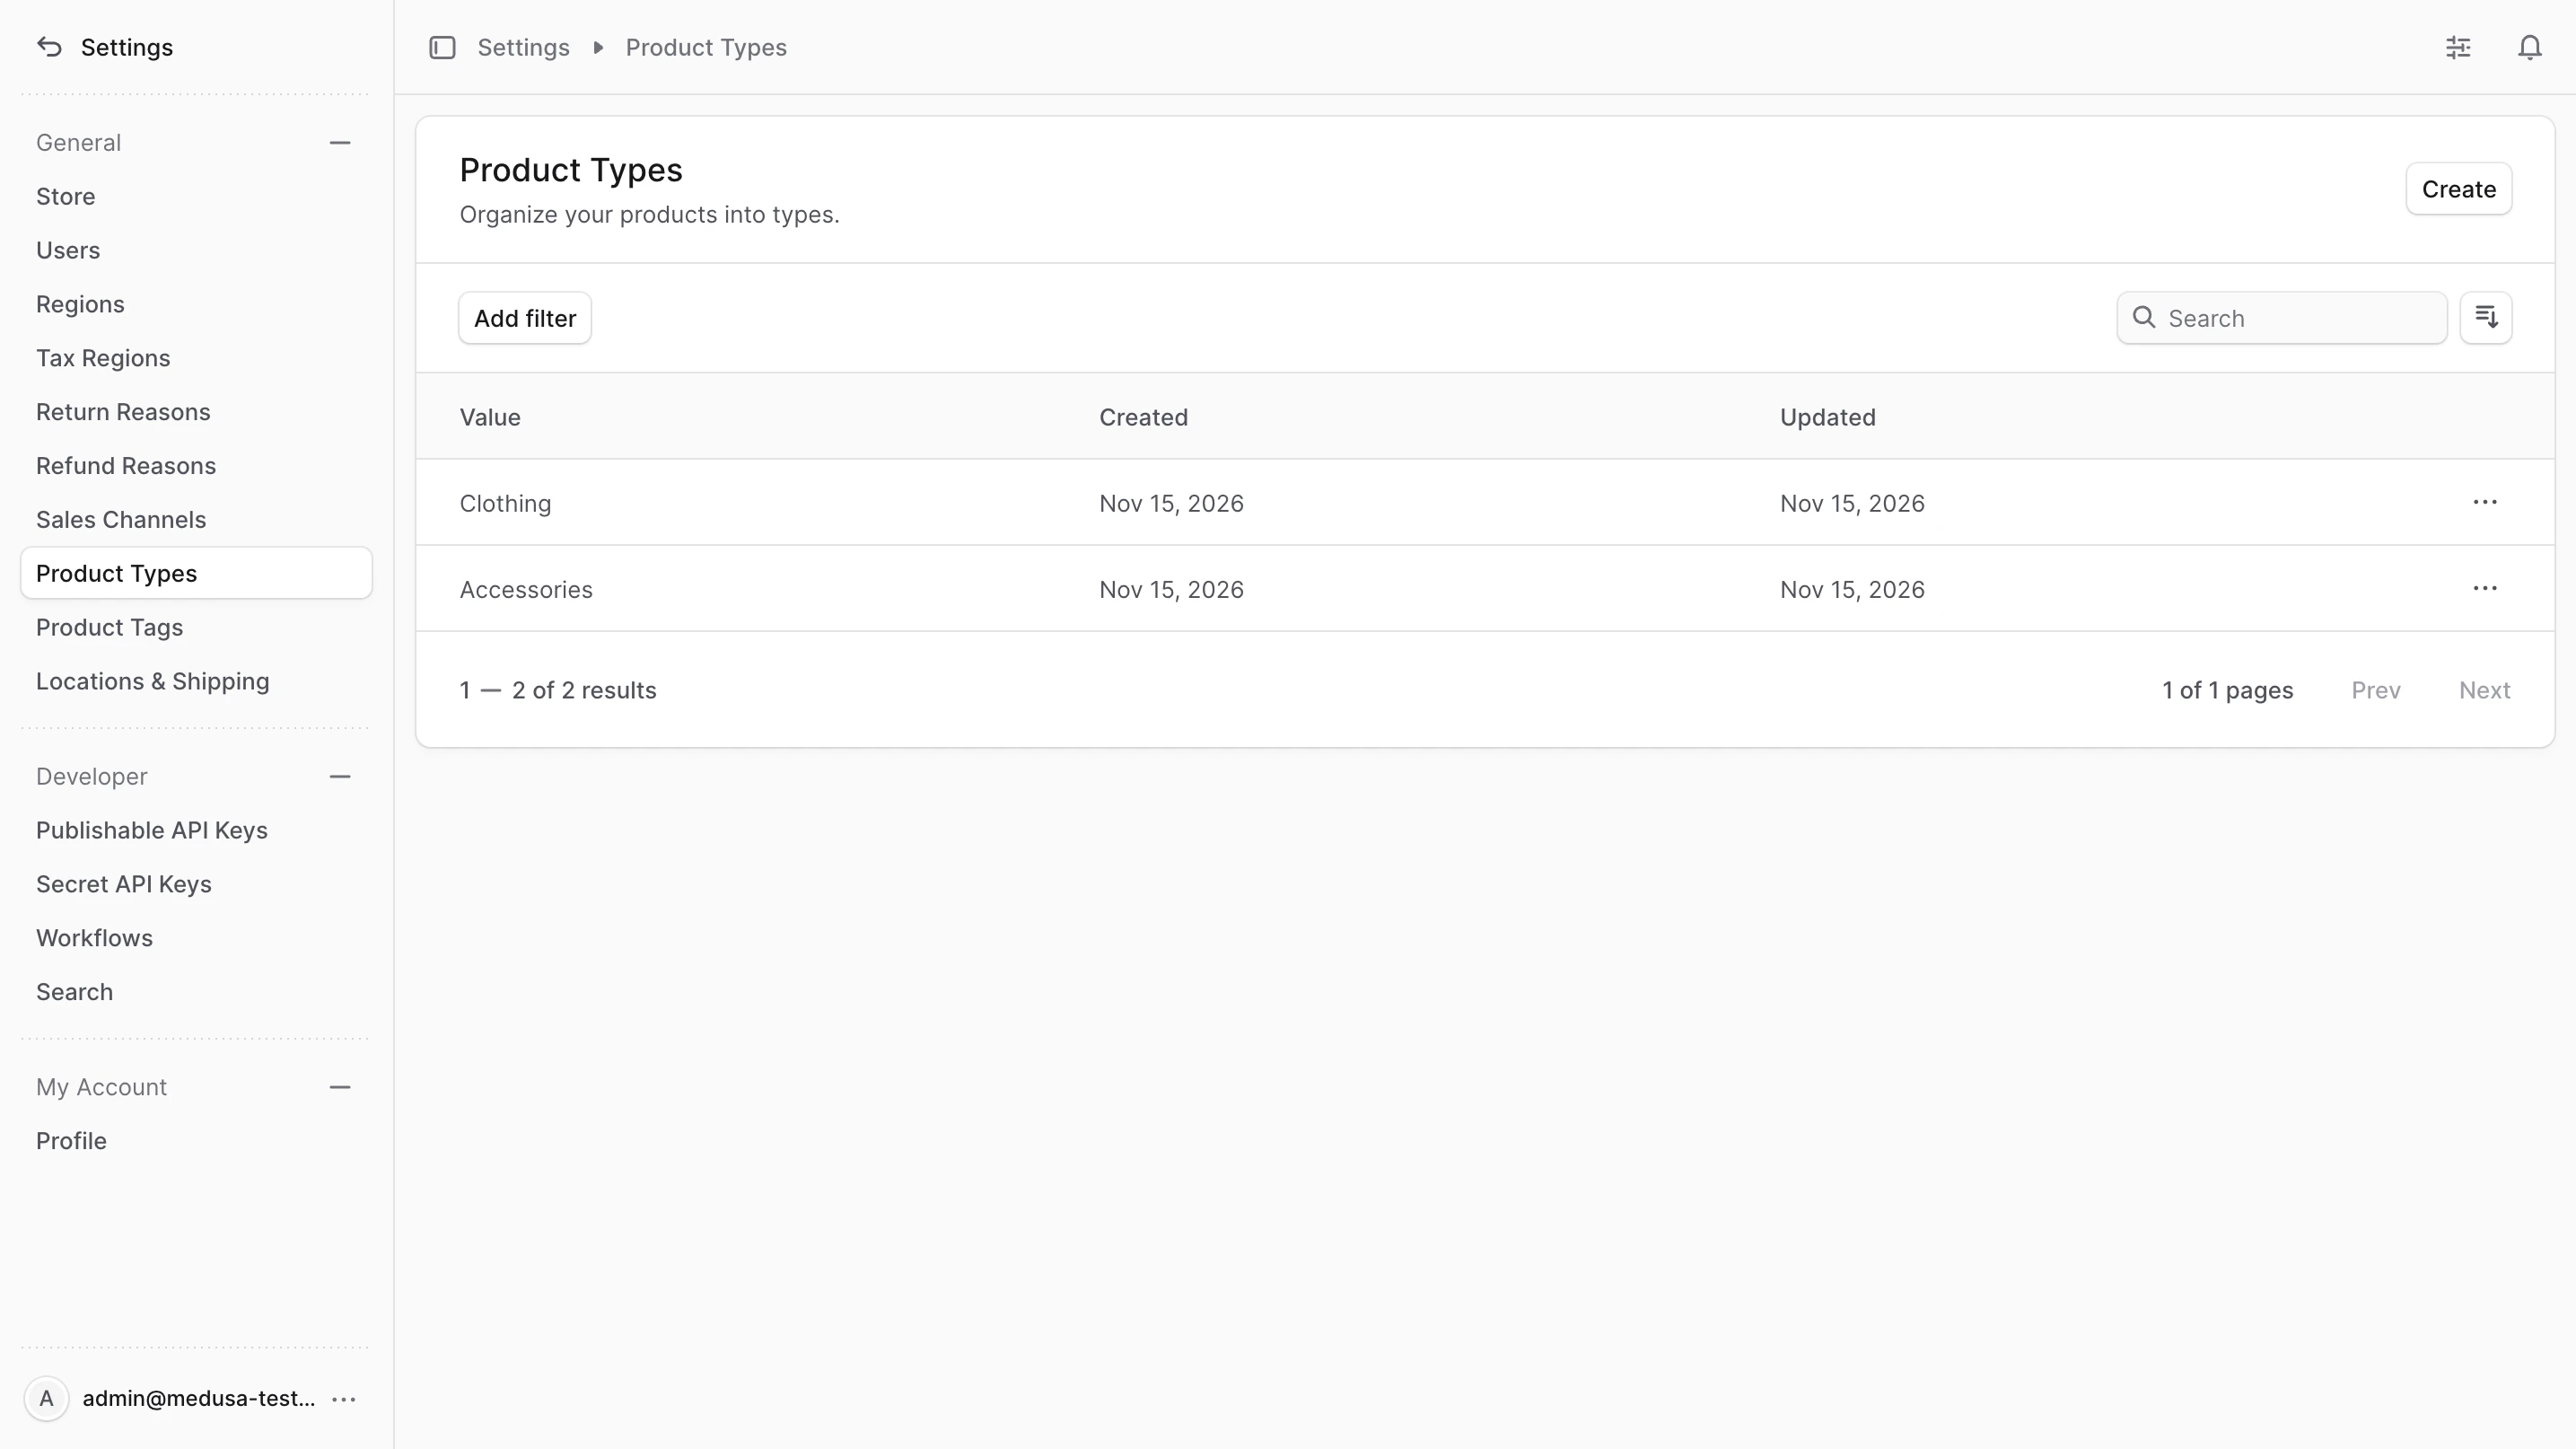 Settings
General
Store
Users
Regions
Tax Regions
Return Reasons
Refund Reasons
Sales Channels
Product Types
Product Tags
Locations & Shipping
Developer
Publishable API Keys
Secret API Keys
Workflows
Search
My Account
Profile
A admin@medusa-test...
Settings Product Types
Product Types
Organize your products into types.
Create
Add filter
Search
Value Created Updated
Clothing Nov 15, 2026 Nov 15, 2026
Accessories Nov 15, 2026 Nov 15, 2026
1 — 2 of 2 results 1 of 1 pages Prev Next